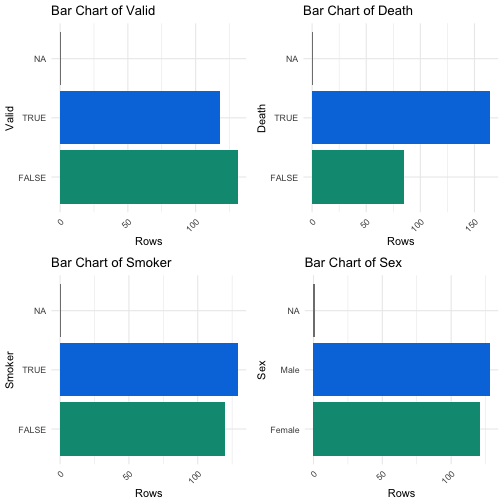 Bar Chart of Valid
Valid
NA
TRUE
FALSE
0
50
100
Rows
Bar Chart of Death
Death
NA
TRUE
FALSE
0
50
100
150
Rows
Bar Chart of Smoker
Smoker
NA
TRUE
FALSE
0
50
100
Rows
Bar Chart of Sex
Sex
NA
Male
Female
0
50
100
Rows